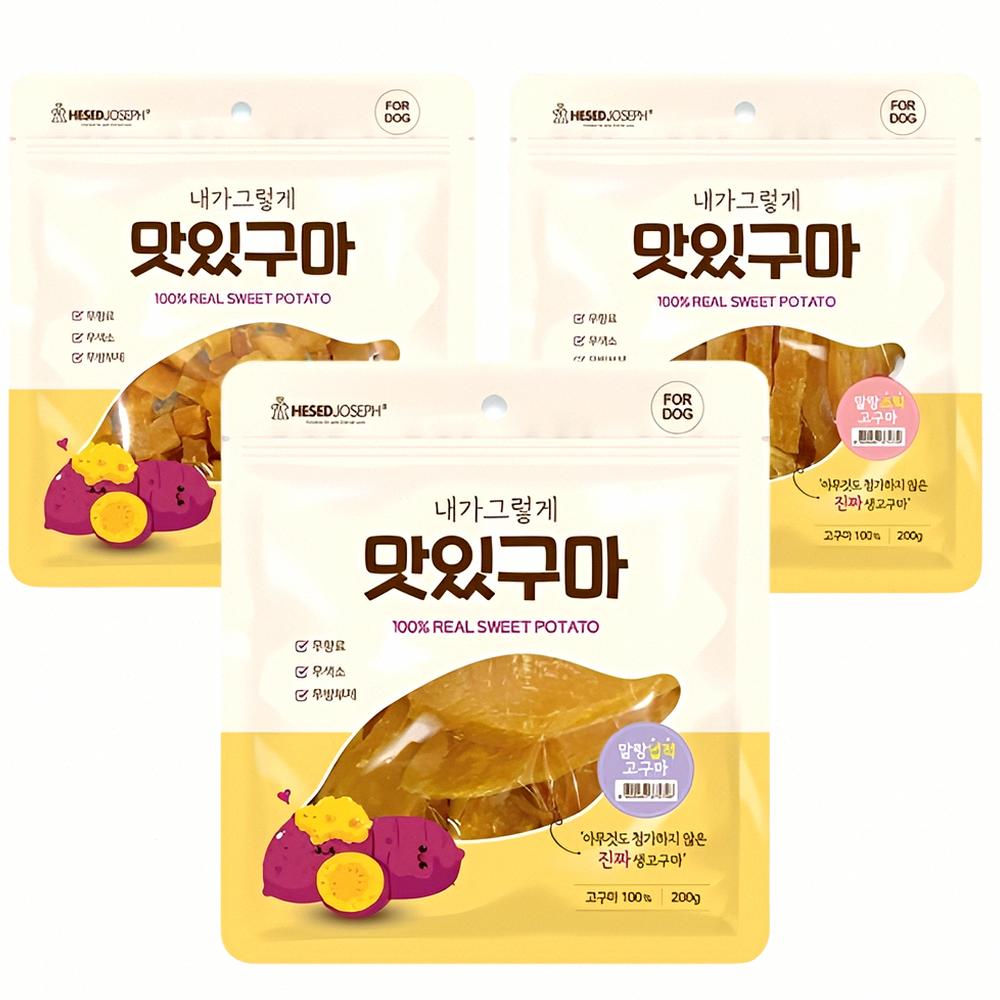 HESEDJOSEPH
FOR
DOG
내가그렇게
맛있구마
100% REAL SWEET POTATO
무향료
무색소
무방부제
HESEDJOSEPH
FOR
DOG
내가그렇게
맛있구마
100% REAL SWEET POTATO
무향료
무색소
말랑스틱
고구마
'아무것도 첨가하지 않은
진짜 생고구마'
고구마 100% 200g
HESEDJOSEPH
FOR
DOG
내가그렇게
맛있구마
100% REAL SWEET POTATO
무향료
무색소
무방부제
말랑넙적
고구마
'아무것도 첨가하지 않은
진짜 생고구마'
고구마 100% 200g